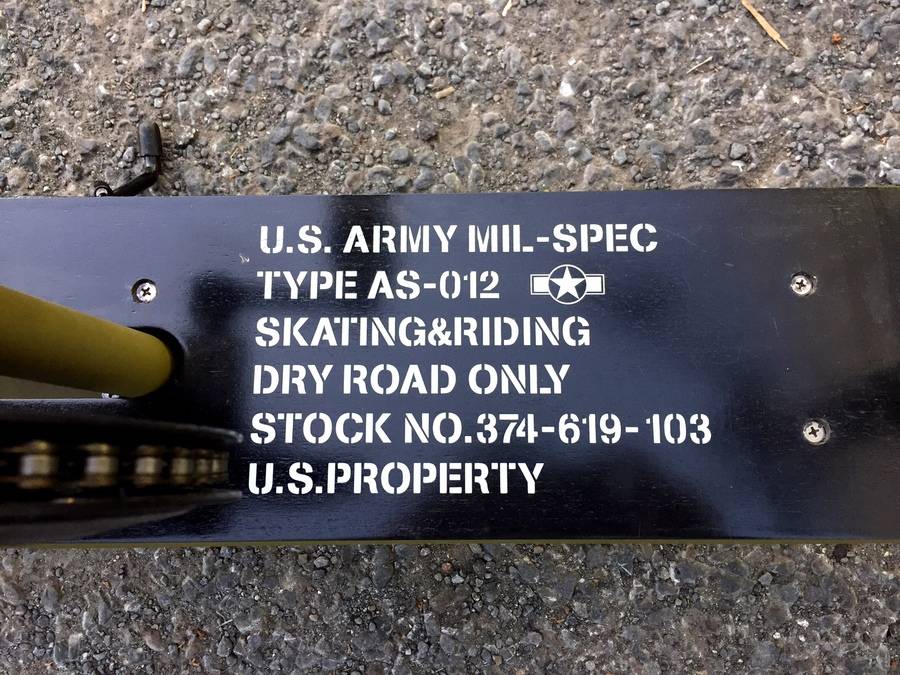 U.S. ARMY MIL-SPEC
TYPE AS-012
SKATING&RIDING
DRY ROAD ONLY
STOCK NO.374-619-103
U.S.PROPERTY